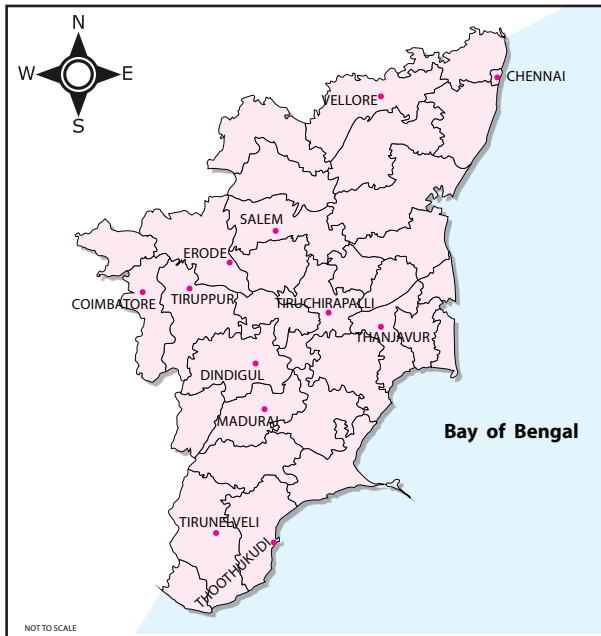 N
W E
S
CHENNAI
VELLORE
SALEM
ERODE
TIRUPPUR
COIMBATORE
TIRUCHIRAPALLI
THANJAVUR
DINDIGUL
MADURAI
Bay of Bengal
TIRUNELVELI
THOOTHUKUDI
NOT TO SCALE